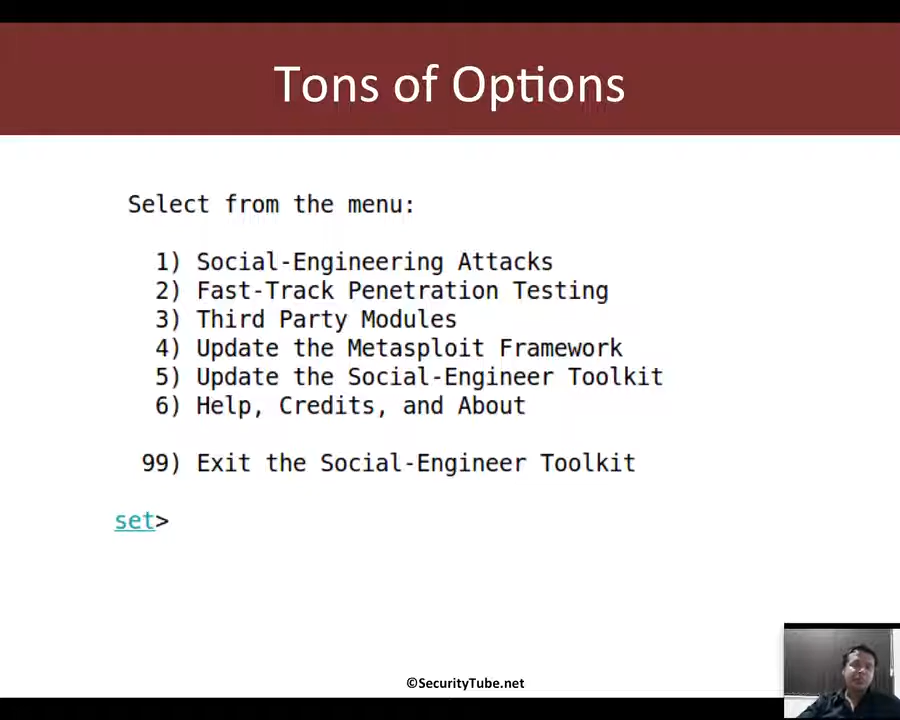 Tons of Options
Select from the menu:
1) Social-Engineering Attacks
2) Fast-Track Penetration Testing
3) Third Party Modules
4) Update the Metasploit Framework
5) Update the Social-Engineer Toolkit
6) Help, Credits, and About
99) Exit the Social-Engineer Toolkit
set>
©SecurityTube.net